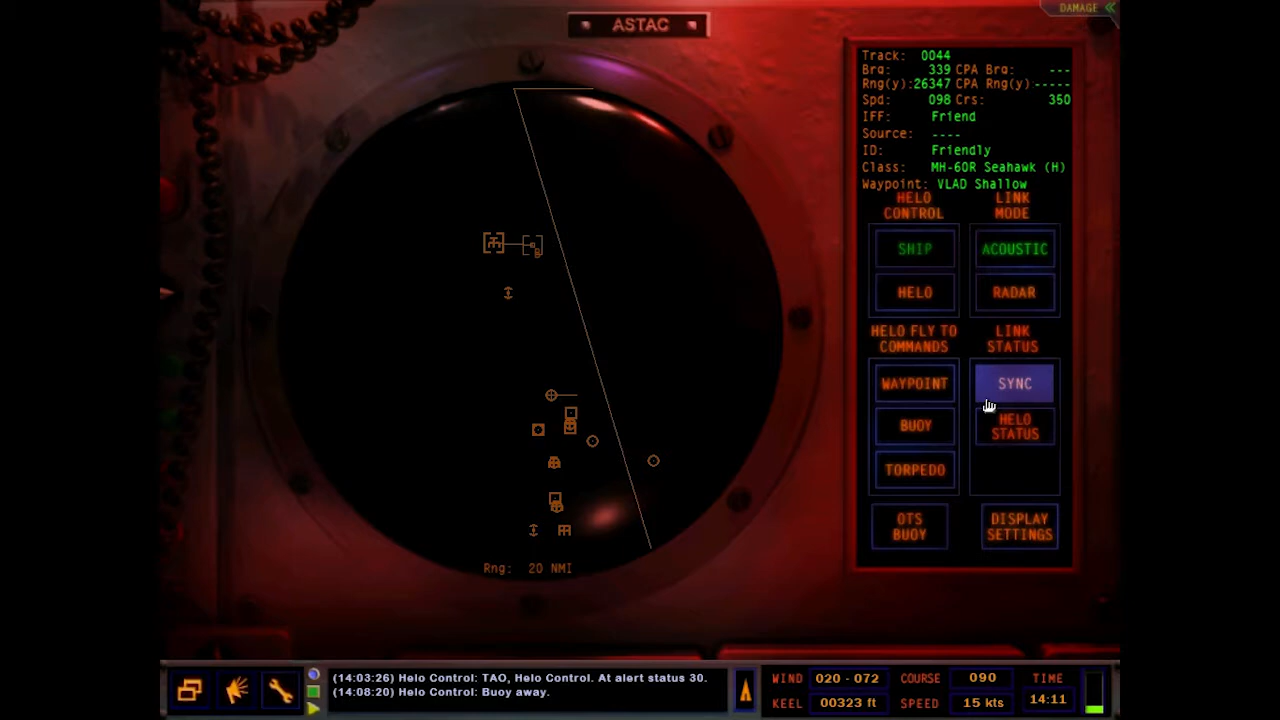 DAMAGE
ASTAC
Track: 0044
Brg: 339 CPA Brg: ---
Rng(y):26347 CPA Rng(y):-----
Spd: 098 Crs: 350
IFF: Friend
Source: ----
ID: Friendly
Class: MH-60R Seahawk (H)
Waypoint: VLAD Shallow
HELO CONTROL
LINK MODE
SHIP
ACOUSTIC
HELO
RADAR
HELO FLY TO COMMANDS
LINK STATUS
WAYPOINT
SYNC
BUOY
HELO STATUS
TORPEDO
OTS BUOY
DISPLAY SETTINGS
Rng: 20 NMI
(14:03:26) Helo Control: TAO, Helo Control. At alert status 30.
(14:08:20) Helo Control: Buoy away.
WIND 020 - 072 COURSE 090 TIME
KEEL 00323 ft SPEED 15 kts 14:11